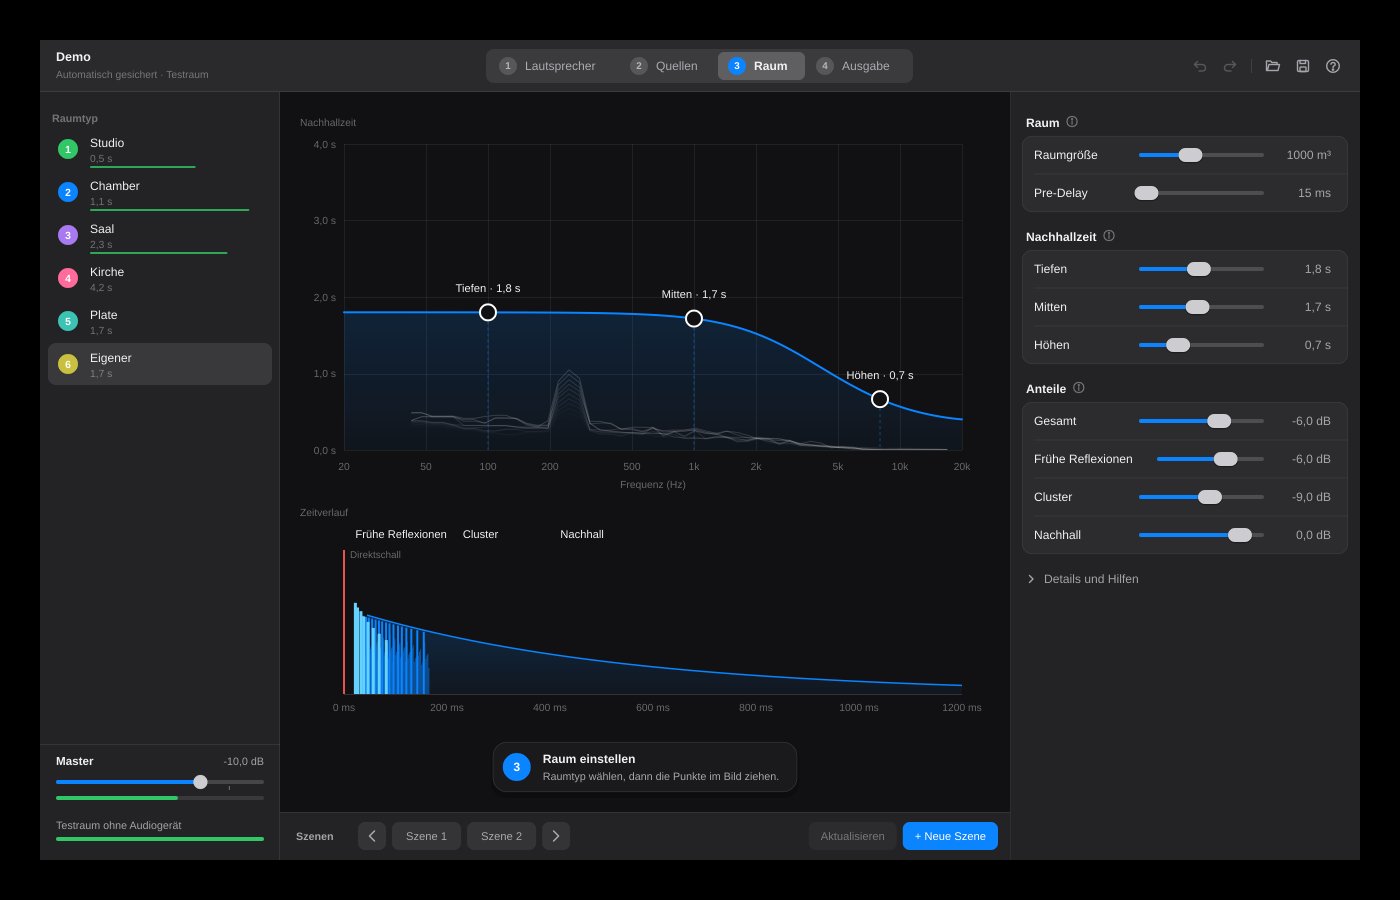 Demo
Automatisch gesichert · Testraum
1 Lautsprecher
2 Quellen
3 Raum
4 Ausgabe
Raumtyp
1 Studio
0,5 s
2 Chamber
1,1 s
3 Saal
2,3 s
4 Kirche
4,2 s
5 Plate
1,7 s
6 Eigener
1,7 s
Master -10,0 dB
Testraum ohne Audiogerät
Nachhallzeit
4,0 s
3,0 s
2,0 s
1,0 s
0,0 s
Tiefen · 1,8 s
Mitten · 1,7 s
Höhen · 0,7 s
20 50 100 200 500 1k 2k 5k 10k 20k
Frequenz (Hz)
Zeitverlauf
Frühe Reflexionen Cluster Nachhall
Direktschall
0 ms 200 ms 400 ms 600 ms 800 ms 1000 ms 1200 ms
3 Raum einstellen
Raumtyp wählen, dann die Punkte im Bild ziehen.
Szenen Szene 1 Szene 2 Aktualisieren + Neue Szene
Raum
Raumgröße 1000 m³
Pre-Delay 15 ms
Nachhallzeit
Tiefen 1,8 s
Mitten 1,7 s
Höhen 0,7 s
Anteile
Gesamt -6,0 dB
Frühe Reflexionen -6,0 dB
Cluster -9,0 dB
Nachhall 0,0 dB
Details und Hilfen